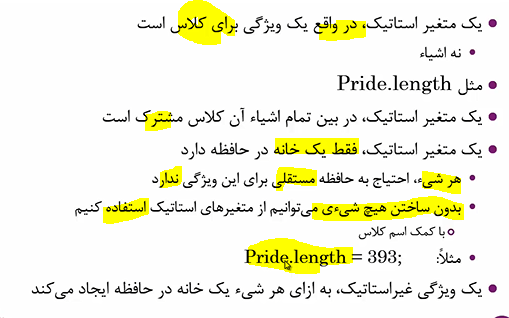 یک متغیر استاتیک، در واقع یک ویژگی برای کلاس است
نه اشیاء
مثل Pride.length
یک متغیر استاتیک، در بین تمام اشیاء آن کلاس مشترک است
یک متغیر استاتیک، فقط یک خانه در حافظه دارد
هر شیء، احتیاج به حافظه مستقلی برای این ویژگی ندارد
بدون ساختن هیچ شیءی می‌توانیم از متغیرهای استاتیک استفاده کنیم
با کمک اسم کلاس
مثلاً: Pride.length = 393;
یک ویژگی غیراستاتیک، به ازای هر شیء یک خانه در حافظه ایجاد می‌کند